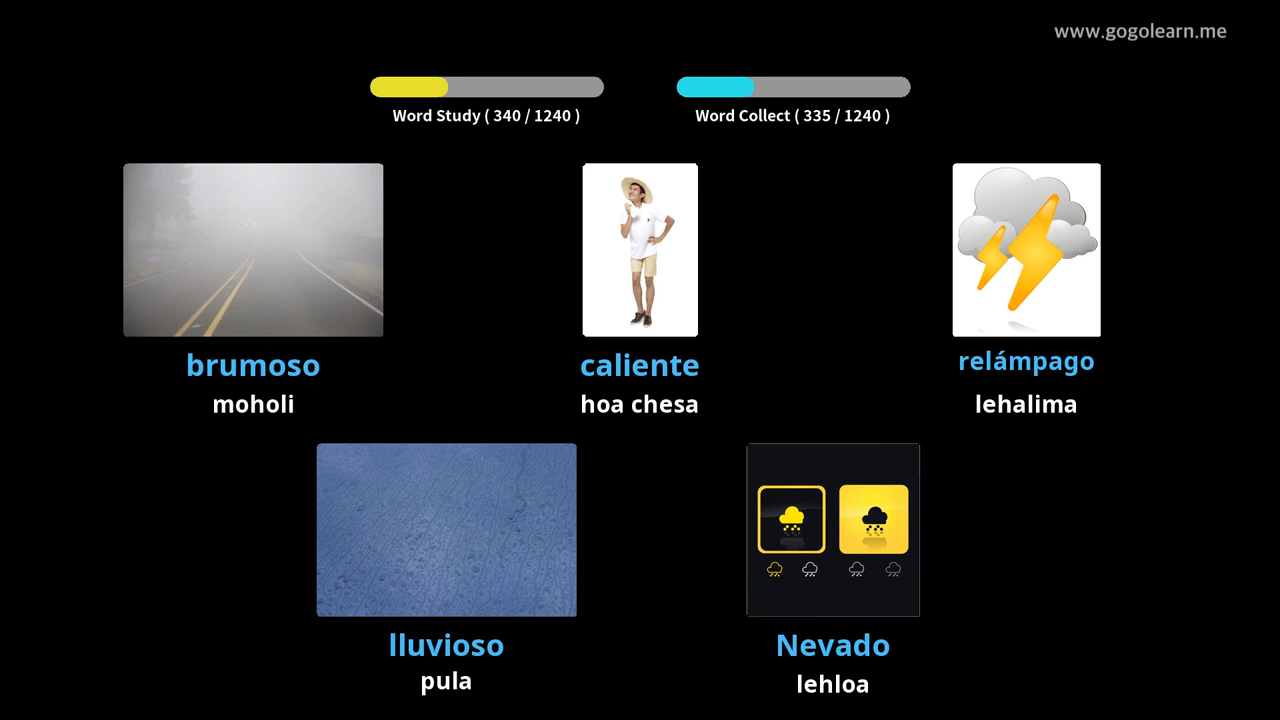 www.gogolearn.me
Word Study ( 340 / 1240 )
Word Collect ( 335 / 1240 )
brumoso
caliente
relámpago
moholi
hoa chesa
lehalima
lluvioso
Nevado
pula
lehloa